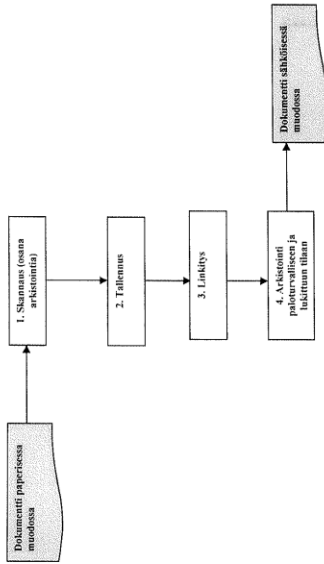 Dokumentti paperisessa
muodossa
1. Skannaus (osana
arkistointia)
2. Tallennus
3. Linkitys
4. Arkistointi
paloturvalliseen ja
lukittuun tilaan
Dokumentti sähköisessä
muodossa